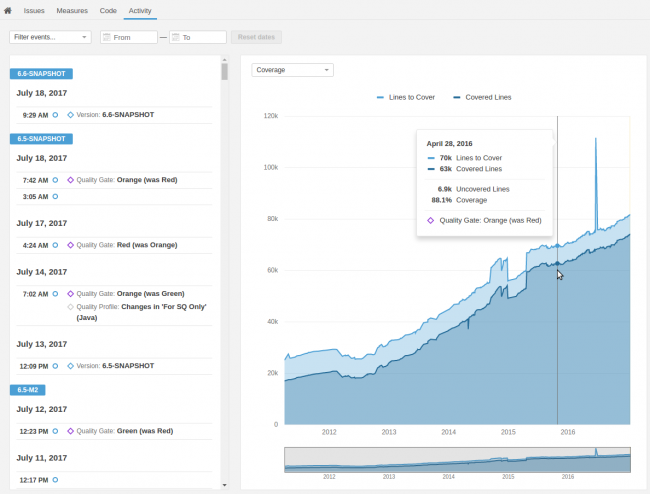 Issues Measures Code Activity
Filter events... From — To Reset dates
6.6-SNAPSHOT
July 18, 2017
9:29 AM Version: 6.6-SNAPSHOT
6.5-SNAPSHOT
July 18, 2017
7:42 AM Quality Gate: Orange (was Red)
3:05 AM
July 17, 2017
4:24 AM Quality Gate: Red (was Orange)
July 14, 2017
7:02 AM Quality Gate: Orange (was Green)
Quality Profile: Changes in 'For SQ Only'
(Java)
July 13, 2017
12:09 PM Version: 6.5-SNAPSHOT
6.5-M2
July 12, 2017
12:23 PM Quality Gate: Green (was Red)
July 11, 2017
12:17 PM
Coverage
Lines to Cover Covered Lines
120k
100k
80k
60k
40k
20k
0
April 28, 2016
70k Lines to Cover
63k Covered Lines
6.9k Uncovered Lines
88.1% Coverage
Quality Gate: Orange (was Red)
2012 2013 2014 2015 2016
2012 2013 2014 2015 2016